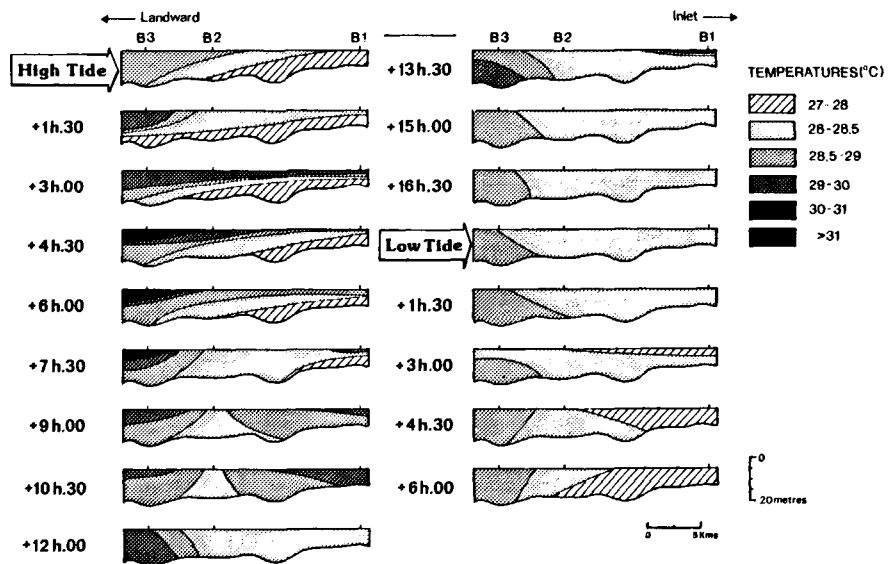 ← Landward
Inlet →
B3 B2 B1
B3 B2 B1
High Tide
+1h.30
+3h.00
+4h.30
+6h.00
+7h.30
+9h.00
+10h.30
+12h.00
+13h.30
+15h.00
+16h.30
Low Tide
+1h.30
+3h.00
+4h.30
+6h.00
TEMPERATURES(°C)
27-28
28-28.5
28.5-29
29-30
30-31
>31
0
20metres
0 5Kms